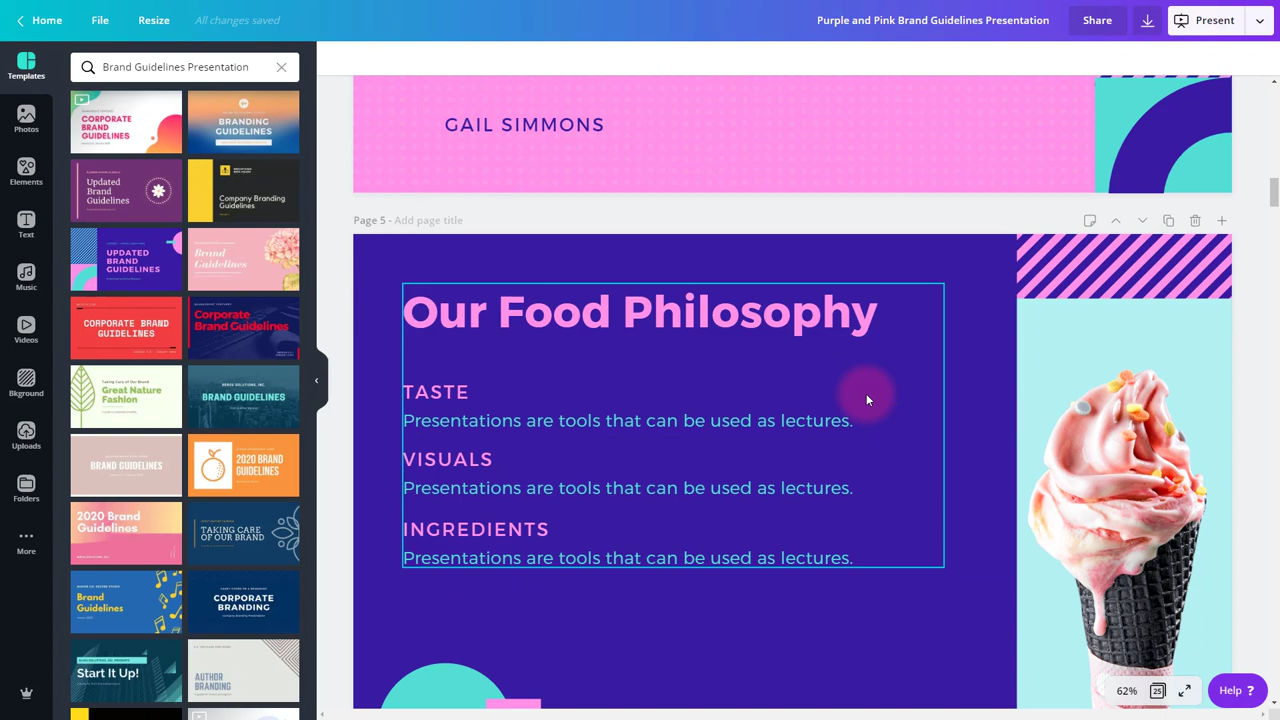 Home
File
Resize
All changes saved
Purple and Pink Brand Guidelines Presentation
Share
Present
Templates
Photos
Elements
Text
Music
Videos
Bkground
Uploads
Folders
More
Brand Guidelines Presentation
CORPORATE
BRAND
GUIDELINES
BRANDING
GUIDELINES
Updated
Brand
Guidelines
Company Branding
Guidelines
UPDATED
BRAND
GUIDELINES
Brand
Guidelines
CORPORATE BRAND
GUIDELINES
Corporate
Brand Guidelines
Taking Care of Our Brand
Great Nature
Fashion
BRAND GUIDELINES
BRAND GUIDELINES
2020 BRAND
GUIDELINES
2020 Brand
Guidelines
TAKING CARE
OF OUR BRAND
Brand
Guidelines
CORPORATE
BRANDING
Start It Up!
AUTHOR
BRANDING
GAIL SIMMONS
Page 5 - Add page title
Our Food Philosophy
TASTE
Presentations are tools that can be used as lectures.
VISUALS
Presentations are tools that can be used as lectures.
INGREDIENTS
Presentations are tools that can be used as lectures.
62%
25
Help ?